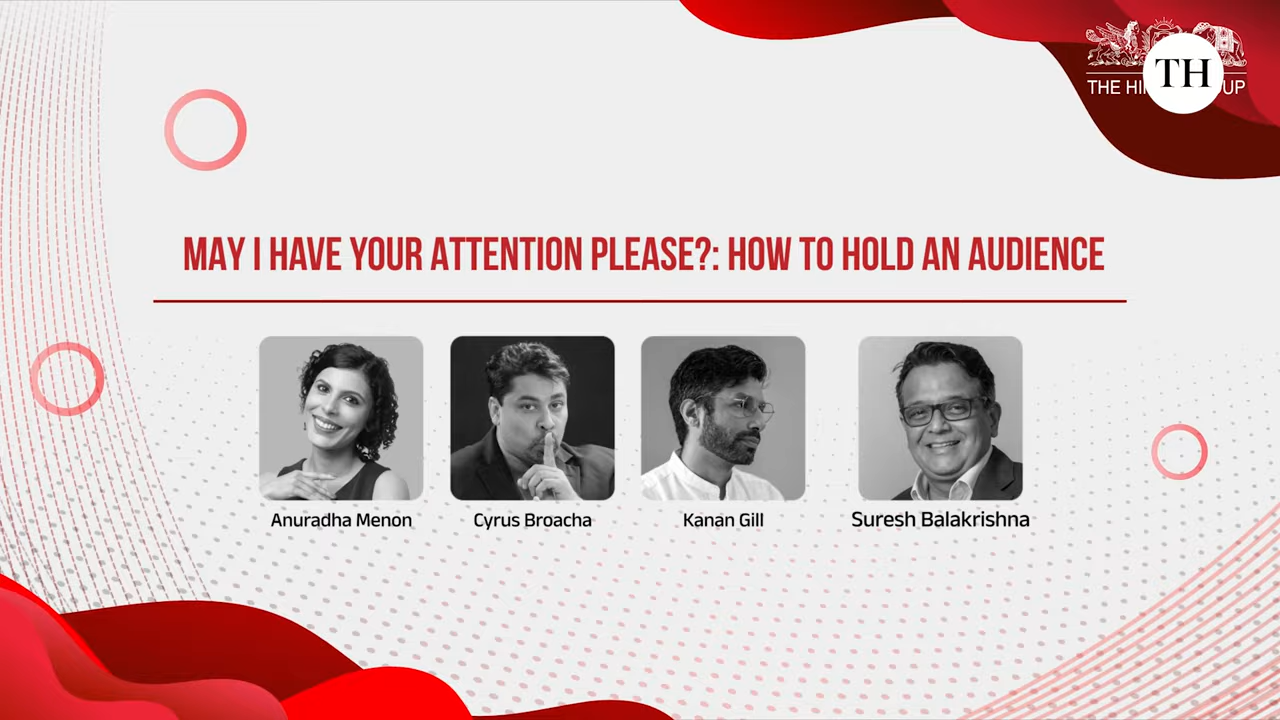 TH
THE HI UP
MAY I HAVE YOUR ATTENTION PLEASE?: HOW TO HOLD AN AUDIENCE
Anuradha Menon
Cyrus Broacha
Kanan Gill
Suresh Balakrishna